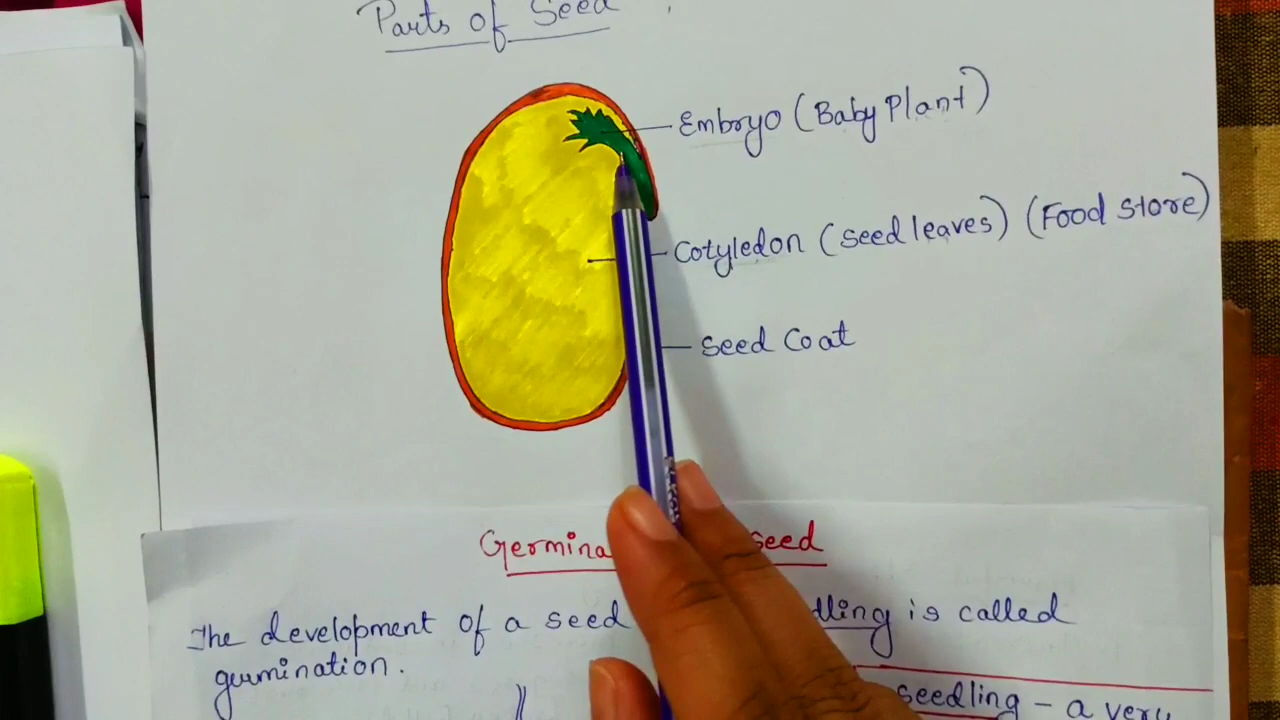 Parts of Seed
Embryo (Baby Plant)
Cotyledon (seed leaves) (Food store)
Seed Coat
Germina seed
The development of a seed dling is called
germination.
seedling - a very